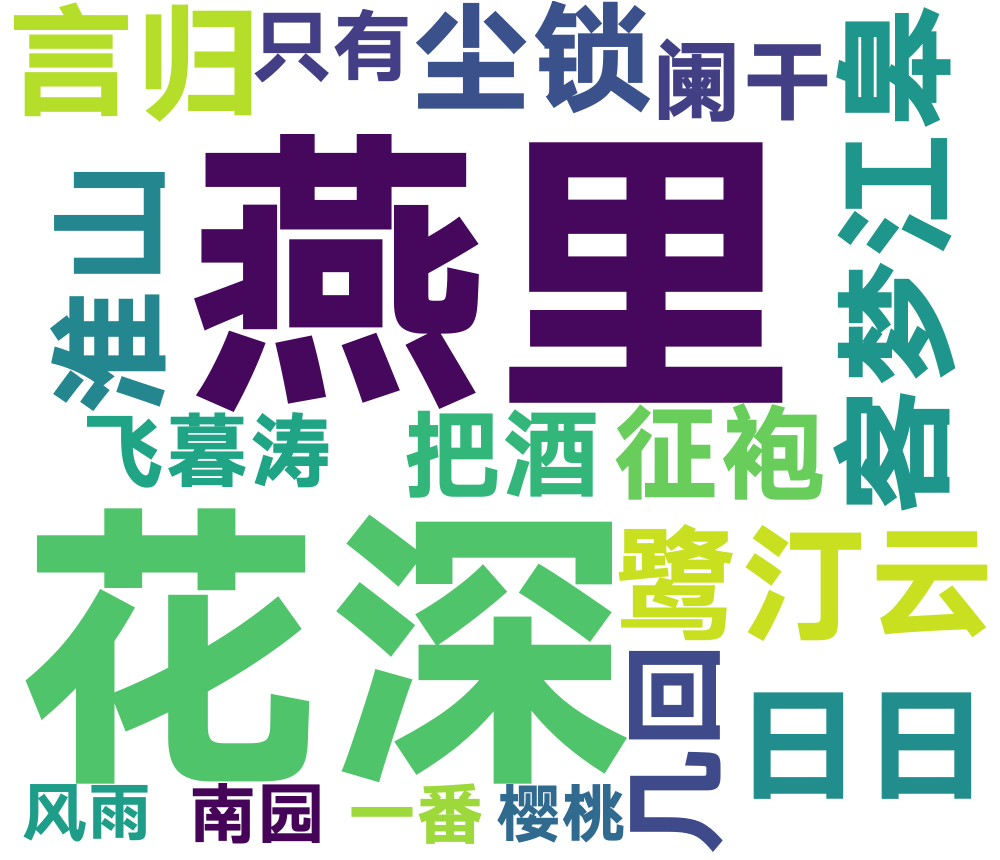 言归
只有
尘锁
阑干
客梦江皋
淮山
燕里
飞暮涛
把酒
征袍
花深
鹭汀云
几回
日日
风雨
南园
一番
樱桃